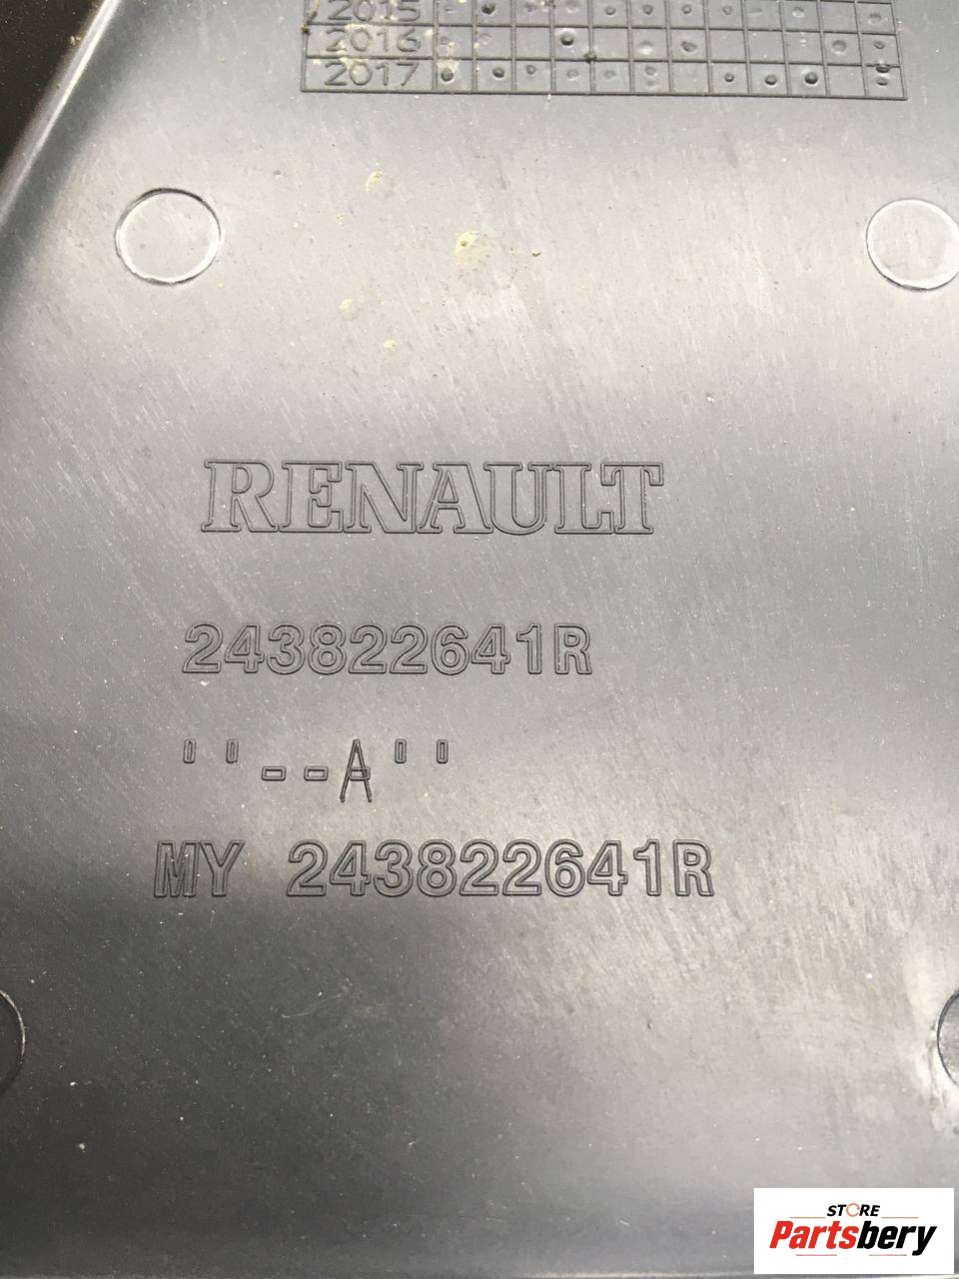 2015
2016
2017
RENAULT
243822641R
''--A''
MY 243822641R
STORE
Partsbery